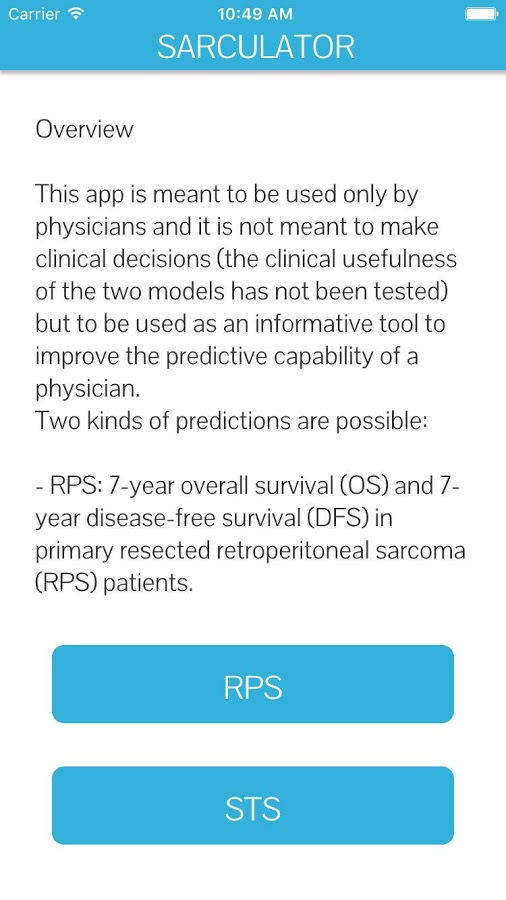 Carrier 10:49 AM
SARCULATOR
Overview
This app is meant to be used only by
physicians and it is not meant to make
clinical decisions (the clinical usefulness
of the two models has not been tested)
but to be used as an informative tool to
improve the predictive capability of a
physician.
Two kinds of predictions are possible:
- RPS: 7-year overall survival (OS) and 7-
year disease-free survival (DFS) in
primary resected retroperitoneal sarcoma
(RPS) patients.
RPS
STS